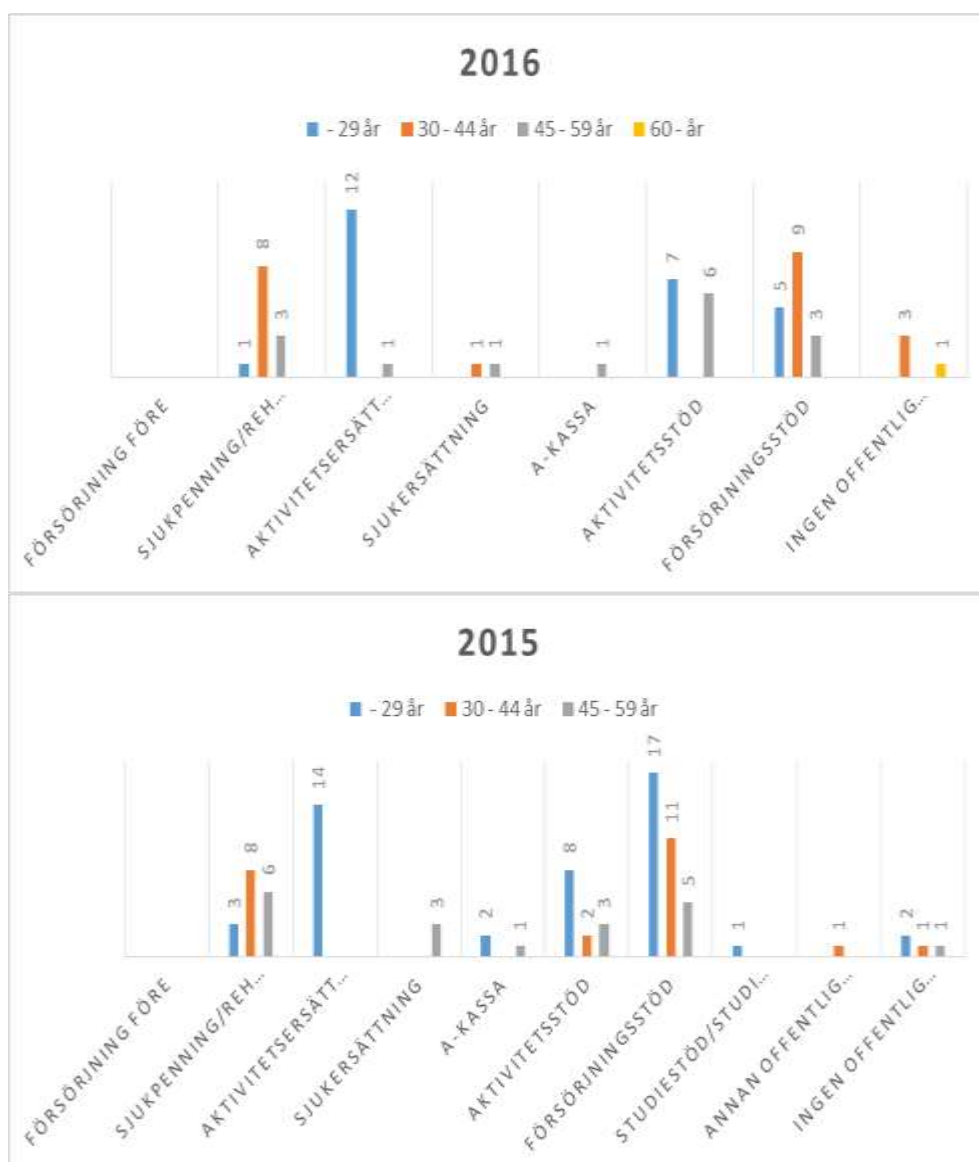 2016
- 29 år 30 - 44 år 45 - 59 år 60 - år
1 8 3 12 1 1 1 1 7 6 5 9 3 3 1
FÖRSÖRJNING FÖRE
SJUKPENNING/REH...
AKTIVITETSERSÄTT...
SJUKERSÄTTNING
A-KASSA
AKTIVITETSSTÖD
FÖRSÖRJNINGSSTÖD
INGEN OFFENTLIG...
2015
- 29 år 30 - 44 år 45 - 59 år
3 8 6 14 3 2 1 8 2 3 17 11 5 1 1 2 1 1
FÖRSÖRJNING FÖRE
SJUKPENNING/REH...
AKTIVITETSERSÄTT...
SJUKERSÄTTNING
A-KASSA
AKTIVITETSSTÖD
FÖRSÖRJNINGSSTÖD
STUDIESTÖD/STUDI...
ANNAN OFFENTLIG...
INGEN OFFENTLIG...